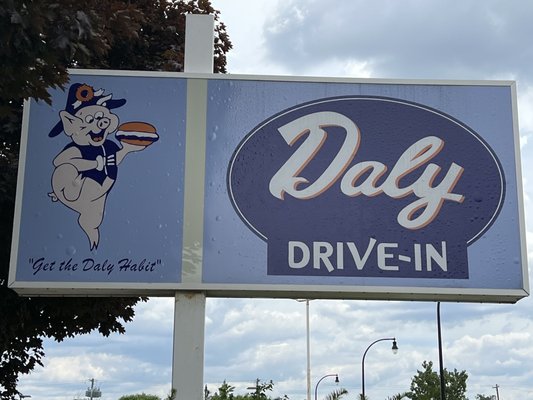 "Get the Daly Habit"
Daly
DRIVE-IN